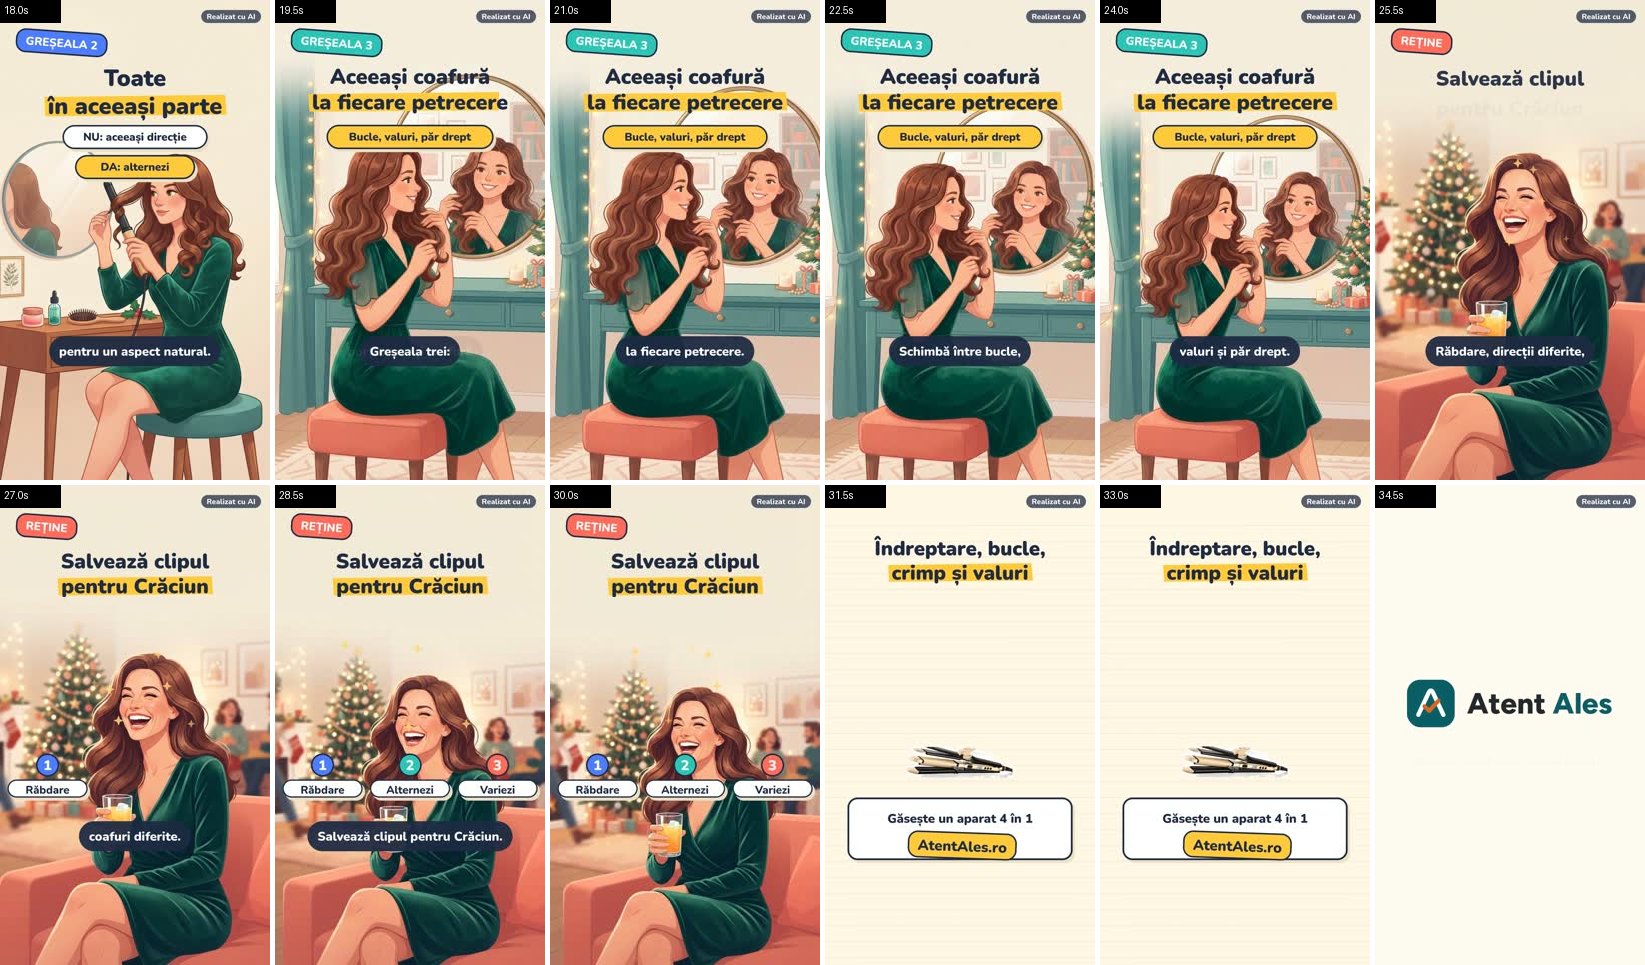 18.0s
Realizat cu AI
GREȘEALA 2
Toate
în aceeași parte
NU: aceeași direcție
DA: alternezi
pentru un aspect natural.
19.5s
Realizat cu AI
GREȘEALA 3
Aceeași coafură
la fiecare petrecere
Bucle, valuri, păr drept
Greșeala trei:
21.0s
Realizat cu AI
GREȘEALA 3
Aceeași coafură
la fiecare petrecere
Bucle, valuri, păr drept
la fiecare petrecere.
22.5s
Realizat cu AI
GREȘEALA 3
Aceeași coafură
la fiecare petrecere
Bucle, valuri, păr drept
Schimbă între bucle,
24.0s
Realizat cu AI
GREȘEALA 3
Aceeași coafură
la fiecare petrecere
Bucle, valuri, păr drept
valuri și păr drept.
25.5s
Realizat cu AI
REȚINE
Salvează clipul
pentru Crăciun
Răbdare, direcții diferite,
27.0s
Realizat cu AI
REȚINE
Salvează clipul
pentru Crăciun
1
Răbdare
coafuri diferite.
28.5s
Realizat cu AI
REȚINE
Salvează clipul
pentru Crăciun
1 2 3
Răbdare Alternezi Variezi
Salvează clipul pentru Crăciun.
30.0s
Realizat cu AI
REȚINE
Salvează clipul
pentru Crăciun
1 2 3
Răbdare Alternezi Variezi
31.5s
Realizat cu AI
Îndreptare, bucle,
crimp și valuri
Găsește un aparat 4 în 1
AtentAles.ro
33.0s
Realizat cu AI
Îndreptare, bucle,
crimp și valuri
Găsește un aparat 4 în 1
AtentAles.ro
34.5s
Realizat cu AI
Atent Ales